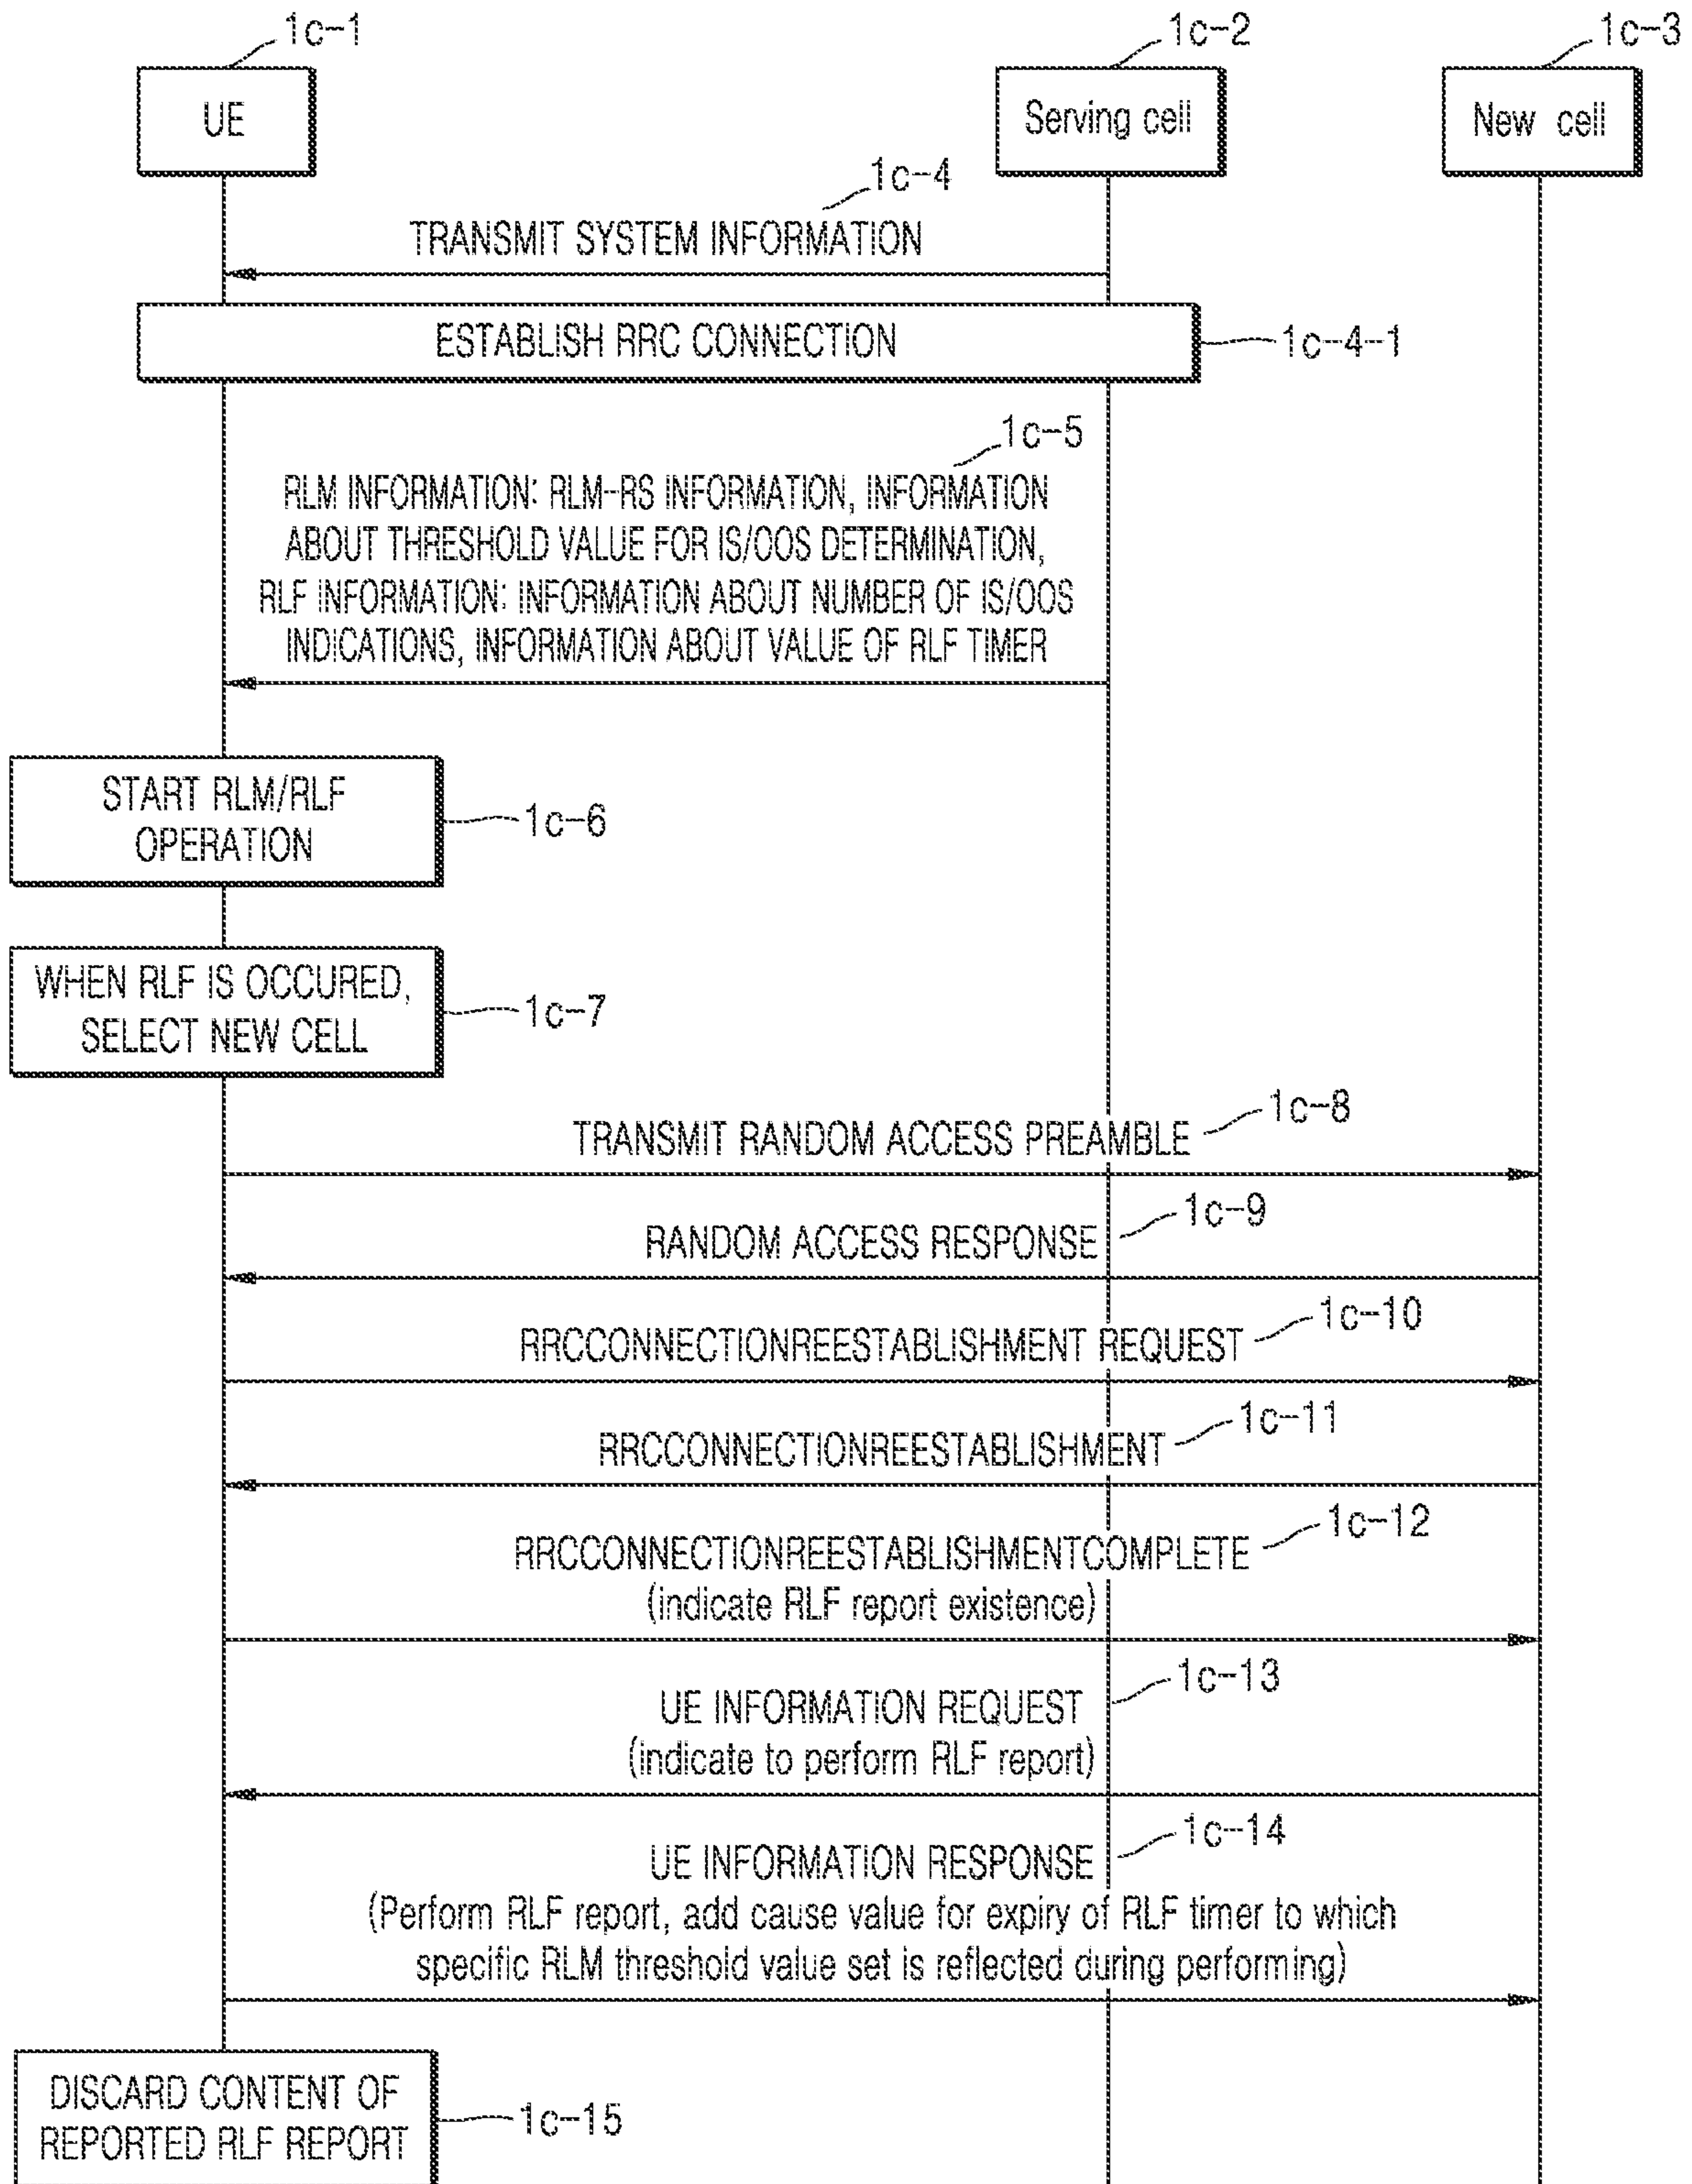 1c-1
1c-2
1c-3
UE
Serving cell
New cell
1c-4
TRANSMIT SYSTEM INFORMATION
ESTABLISH RRC CONNECTION
1c-4-1
1c-5
RLM INFORMATION: RLM-RS INFORMATION, INFORMATION
ABOUT THRESHOLD VALUE FOR IS/OOS DETERMINATION,
RLF INFORMATION: INFORMATION ABOUT NUMBER OF IS/OOS
INDICATIONS, INFORMATION ABOUT VALUE OF RLF TIMER
START RLM/RLF
OPERATION
1c-6
WHEN RLF IS OCCURED,
SELECT NEW CELL
1c-7
1c-8
TRANSMIT RANDOM ACCESS PREAMBLE
1c-9
RANDOM ACCESS RESPONSE
1c-10
RRCCONNECTIONREESTABLISHMENT REQUEST
1c-11
RRCCONNECTIONREESTABLISHMENT
1c-12
RRCCONNECTIONREESTABLISHMENTCOMPLETE
(indicate RLF report existence)
1c-13
UE INFORMATION REQUEST
(indicate to perform RLF report)
1c-14
UE INFORMATION RESPONSE
(Perform RLF report, add cause value for expiry of RLF timer to which
specific RLM threshold value set is reflected during performing)
DISCARD CONTENT OF
REPORTED RLF REPORT
1c-15